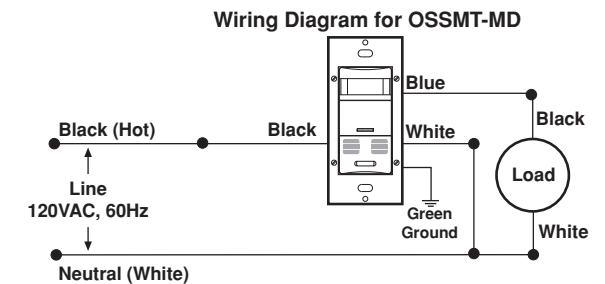 Wiring Diagram for OSSMT-MD
Blue
Black
Black (Hot)
Black
White
Line
120VAC, 60Hz
Load
Green
Ground
White
Neutral (White)